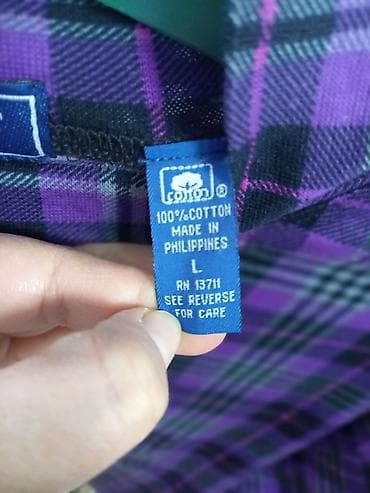 cotton ®
100% COTTON
MADE IN
PHILIPPINES
L
RN 13711
SEE REVERSE
FOR CARE